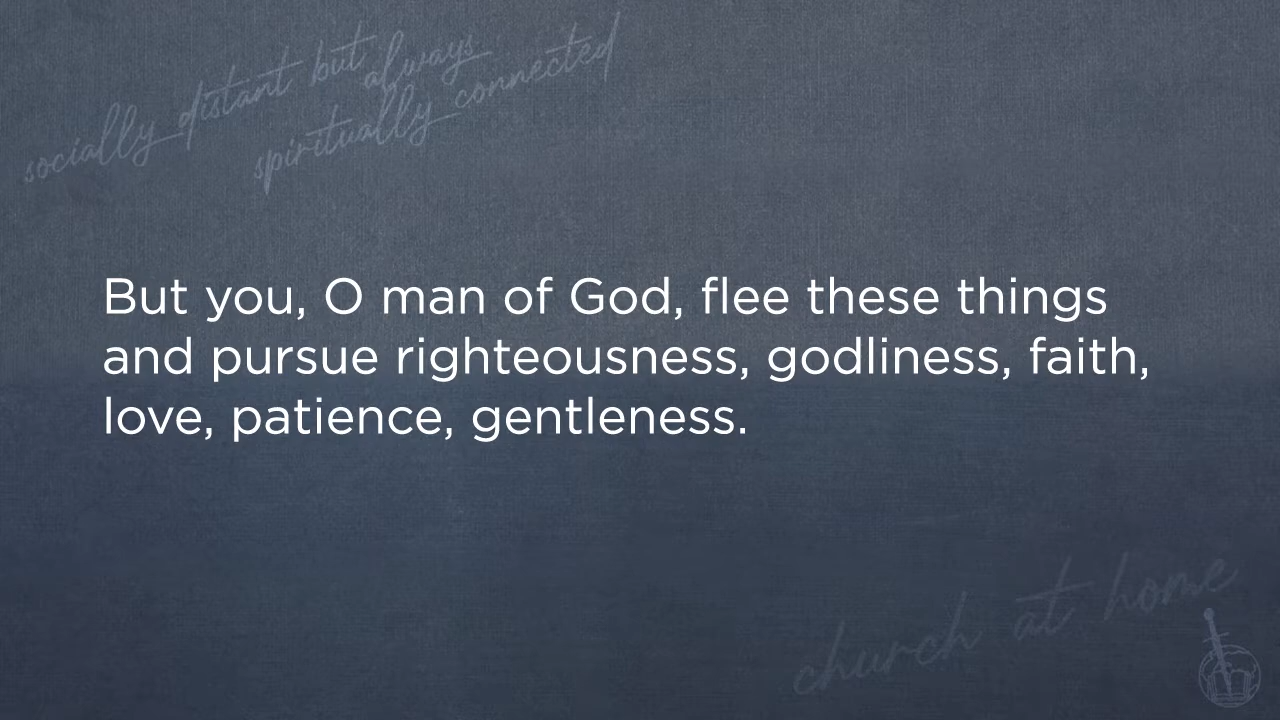 socially distant but always
spiritually connected
But you, O man of God, flee these things
and pursue righteousness, godliness, faith,
love, patience, gentleness.
church at home